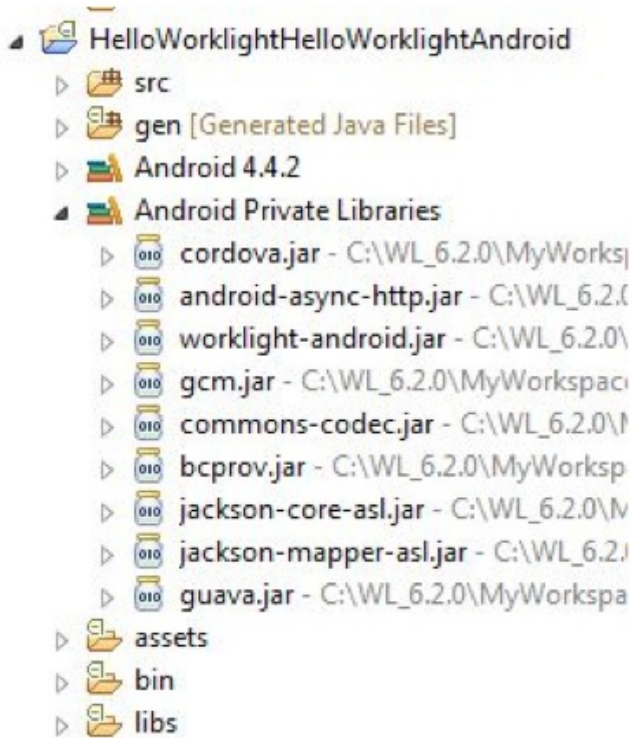 HelloWorklightHelloWorklightAndroid
src
gen [Generated Java Files]
Android 4.4.2
Android Private Libraries
cordova.jar - C:\WL_6.2.0\MyWorks
android-async-http.jar - C:\WL_6.2.
worklight-android.jar - C:\WL_6.2.0\
gcm.jar - C:\WL_6.2.0\MyWorkspac
commons-codec.jar - C:\WL_6.2.0\
bcprov.jar - C:\WL_6.2.0\MyWorksp
jackson-core-asl.jar - C:\WL_6.2.0\
jackson-mapper-asl.jar - C:\WL_6.2.
guava.jar - C:\WL_6.2.0\MyWorkspa
assets
bin
libs